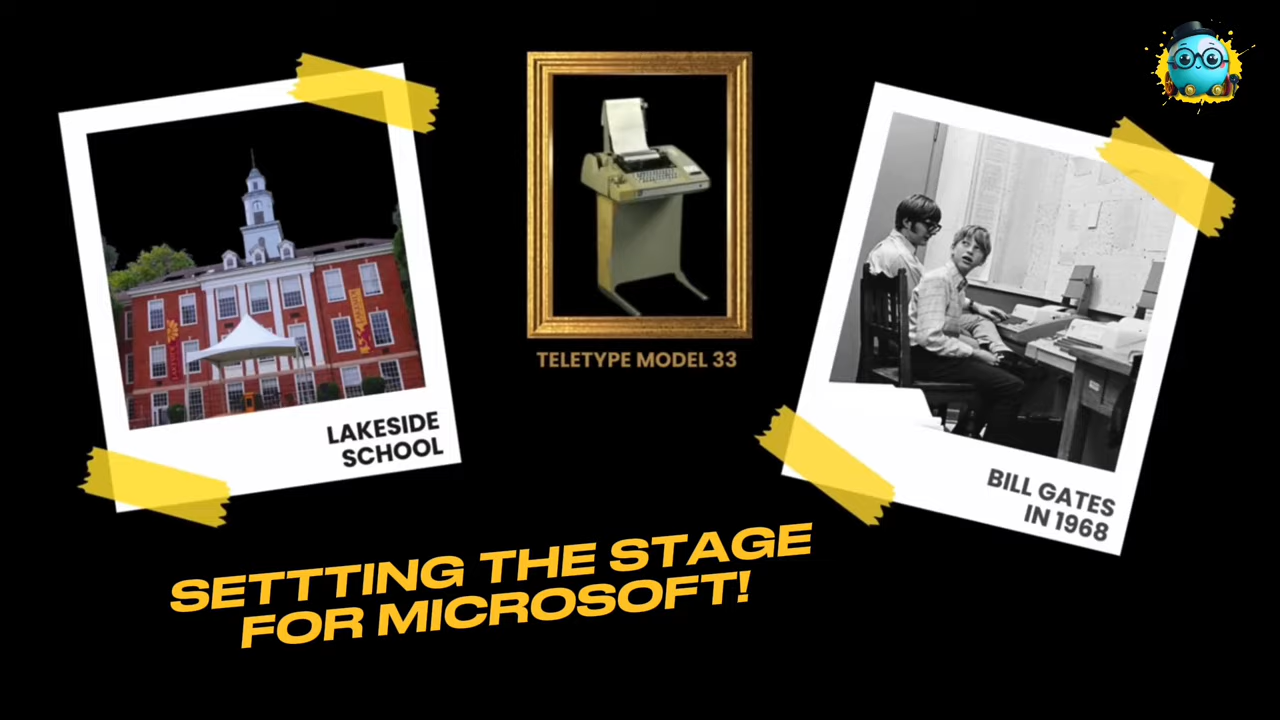 TELETYPE MODEL 33
LAKESIDE
SCHOOL
BILL GATES
IN 1968
SETTTING THE STAGE
FOR MICROSOFT!